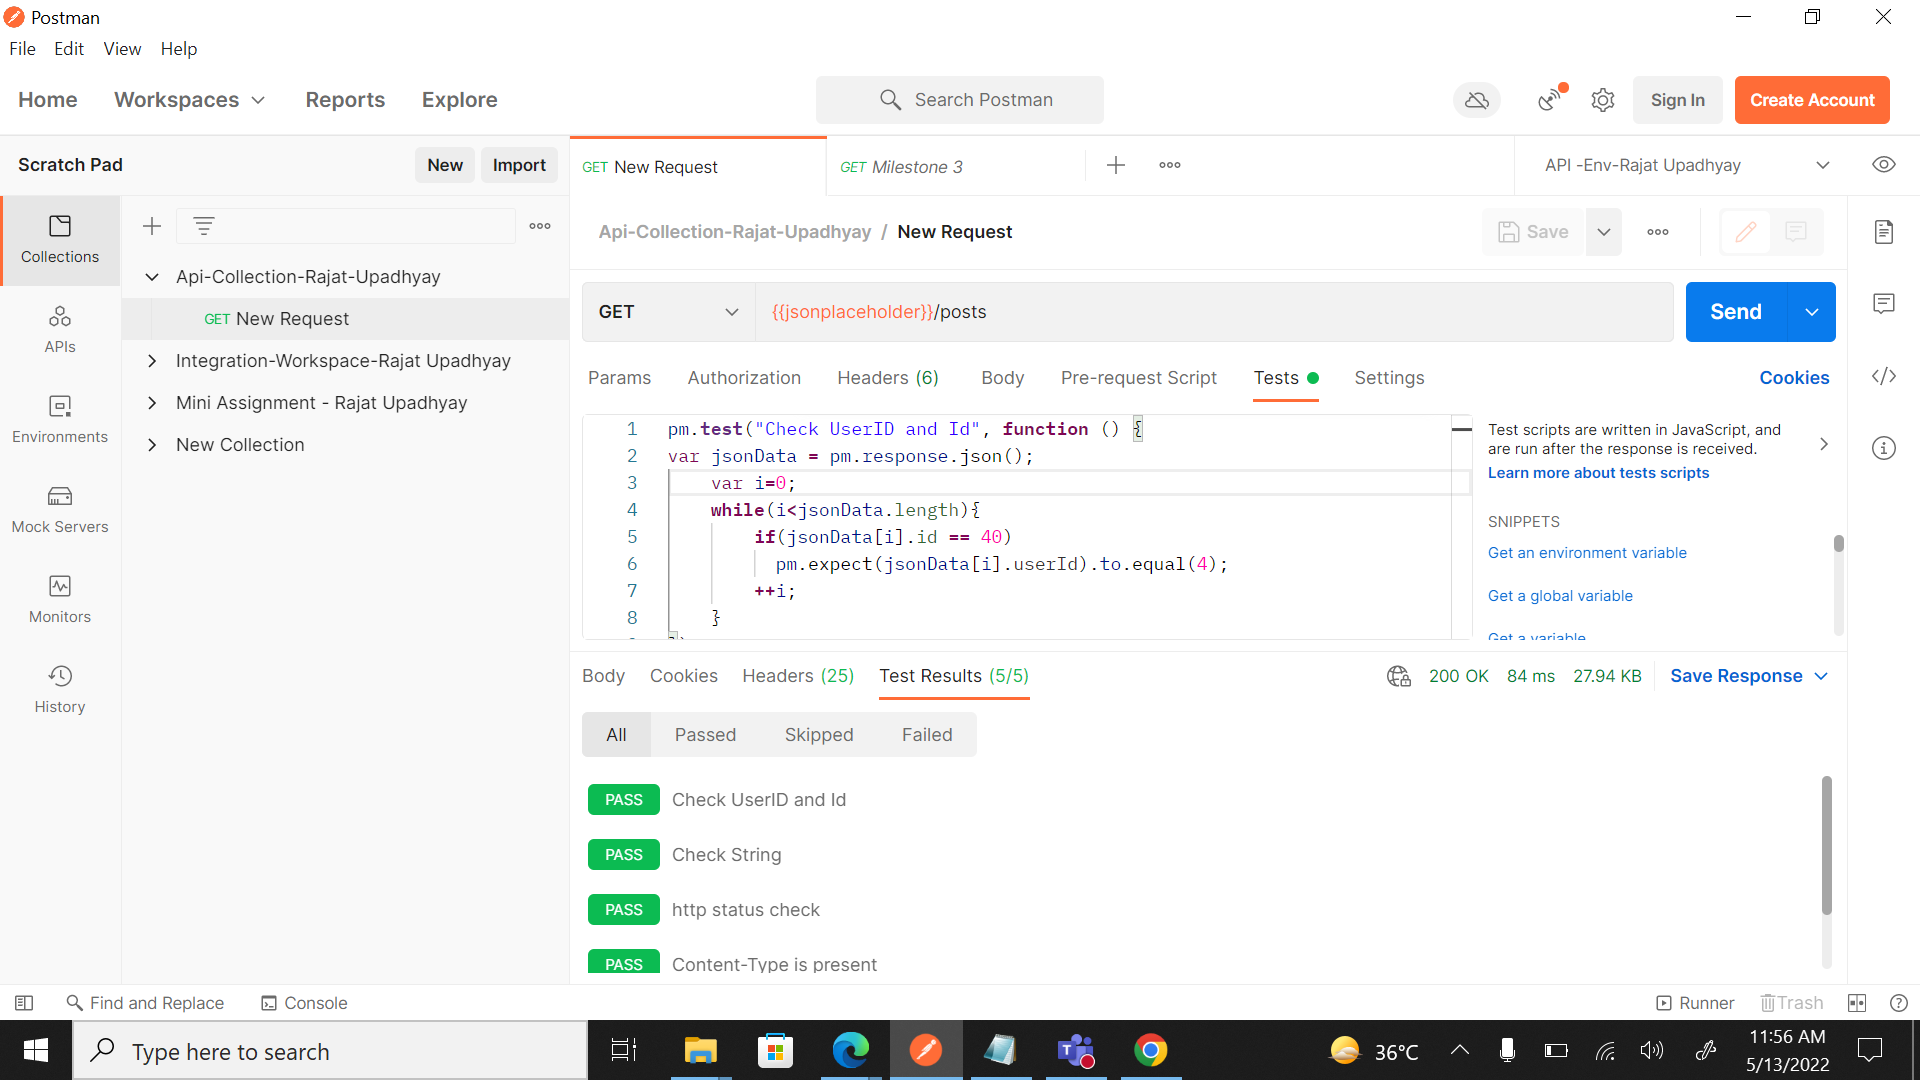 Postman
File Edit View Help
Home Workspaces Reports Explore
Search Postman
Sign In
Create Account
Scratch Pad
New
Import
GET New Request
GET Milestone 3
API -Env-Rajat Upadhyay
Collections
APIs
Environments
Mock Servers
Monitors
History
Api-Collection-Rajat-Upadhyay
GET New Request
Integration-Workspace-Rajat Upadhyay
Mini Assignment - Rajat Upadhyay
New Collection
Api-Collection-Rajat-Upadhyay / New Request
Save
GET
{{jsonplaceholder}}/posts
Send
Params Authorization Headers (6) Body Pre-request Script Tests Settings
Cookies
1 pm.test("Check UserID and Id", function () {
2 var jsonData = pm.response.json();
3 var i=0;
4 while(i<jsonData.length){
5 if(jsonData[i].id == 40)
6 pm.expect(jsonData[i].userId).to.equal(4);
7 ++i;
8 }
Test scripts are written in JavaScript, and
are run after the response is received.
Learn more about tests scripts
SNIPPETS
Get an environment variable
Get a global variable
Get a variable
Body Cookies Headers (25) Test Results (5/5)
200 OK 84 ms 27.94 KB Save Response
All Passed Skipped Failed
PASS Check UserID and Id
PASS Check String
PASS http status check
PASS Content-Type is present
Find and Replace Console
Runner Trash
Type here to search
36°C
11:56 AM
5/13/2022